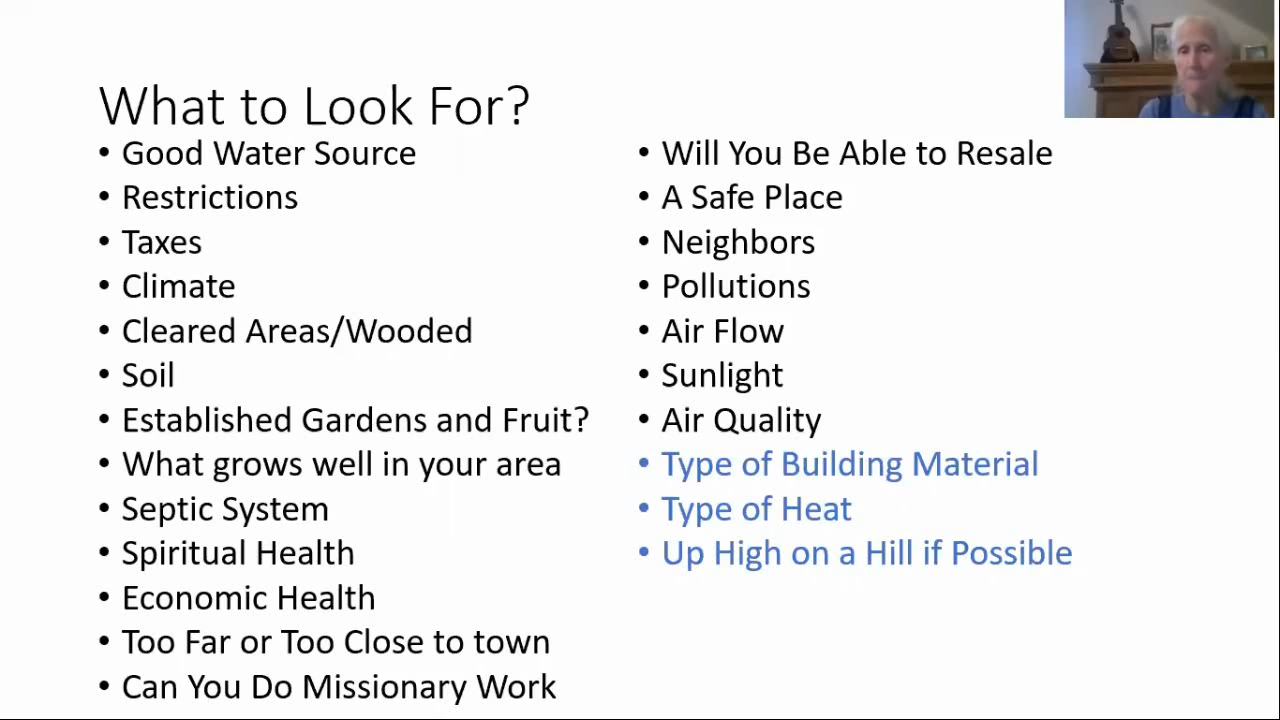 What to Look For?
• Good Water Source
• Restrictions
• Taxes
• Climate
• Cleared Areas/Wooded
• Soil
• Established Gardens and Fruit?
• What grows well in your area
• Septic System
• Spiritual Health
• Economic Health
• Too Far or Too Close to town
• Can You Do Missionary Work
• Will You Be Able to Resale
• A Safe Place
• Neighbors
• Pollutions
• Air Flow
• Sunlight
• Air Quality
• Type of Building Material
• Type of Heat
• Up High on a Hill if Possible